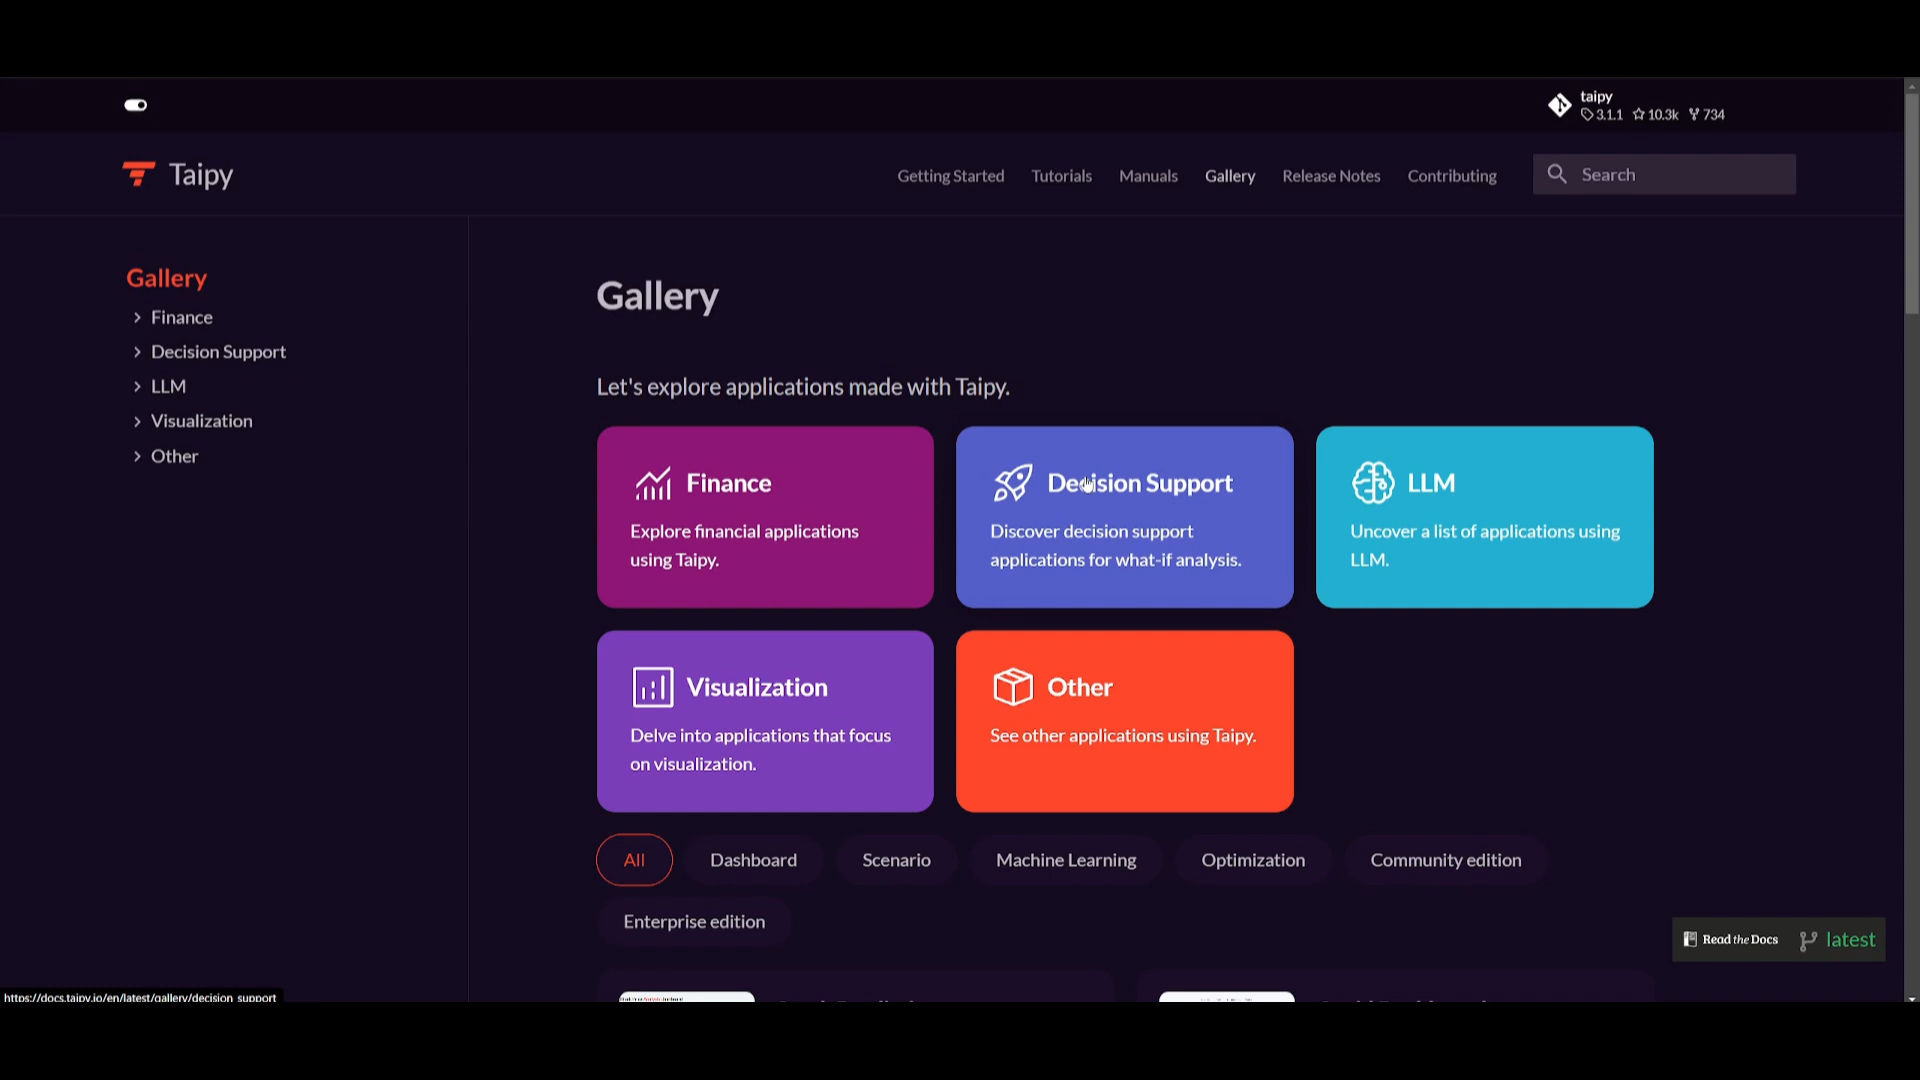 taipy
3.1.1 10.3k 734
Taipy
Getting Started Tutorials Manuals Gallery Release Notes Contributing Search
Gallery
Finance
Decision Support
LLM
Visualization
Other
Gallery
Let's explore applications made with Taipy.
Finance
Explore financial applications
using Taipy.
Decision Support
Discover decision support
applications for what-if analysis.
LLM
Uncover a list of applications using
LLM.
Visualization
Delve into applications that focus
on visualization.
Other
See other applications using Taipy.
All Dashboard Scenario Machine Learning Optimization Community edition
Enterprise edition
Read the Docs latest
https://docs.taipy.io/en/latest/gallery/decision_support